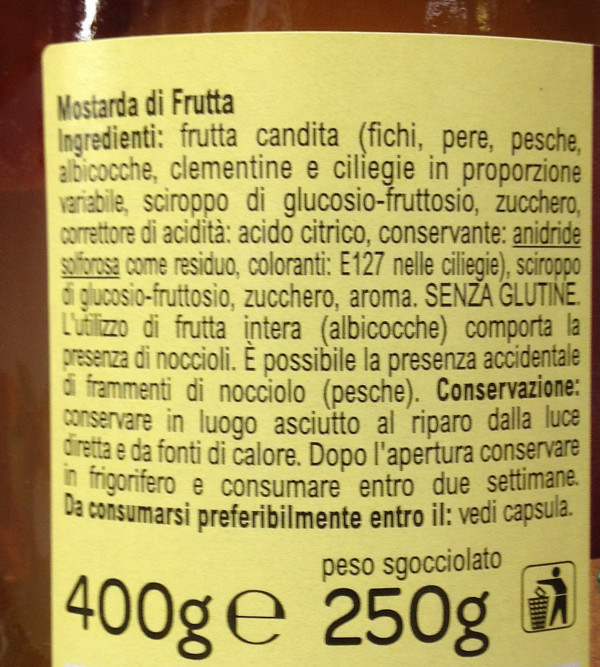 Mostarda di Frutta
Ingredienti: frutta candita (fichi, pere, pesche,
albicocche, clementine e ciliegie in proporzione
variabile, sciroppo di glucosio-fruttosio, zucchero,
correttore di acidità: acido citrico, conservante: anidride
solforosa come residuo, coloranti: E127 nelle ciliegie), sciroppo
di glucosio-fruttosio, zucchero, aroma. SENZA GLUTINE.
L'utilizzo di frutta intera (albicocche) comporta la
presenza di noccioli. È possibile la presenza accidentale
di frammenti di nocciolo (pesche). Conservazione:
conservare in luogo asciutto al riparo dalla luce
diretta e da fonti di calore. Dopo l'apertura conservare
in frigorifero e consumare entro due settimane.
Da consumarsi preferibilmente entro il: vedi capsula.
peso sgocciolato
400g e 250g